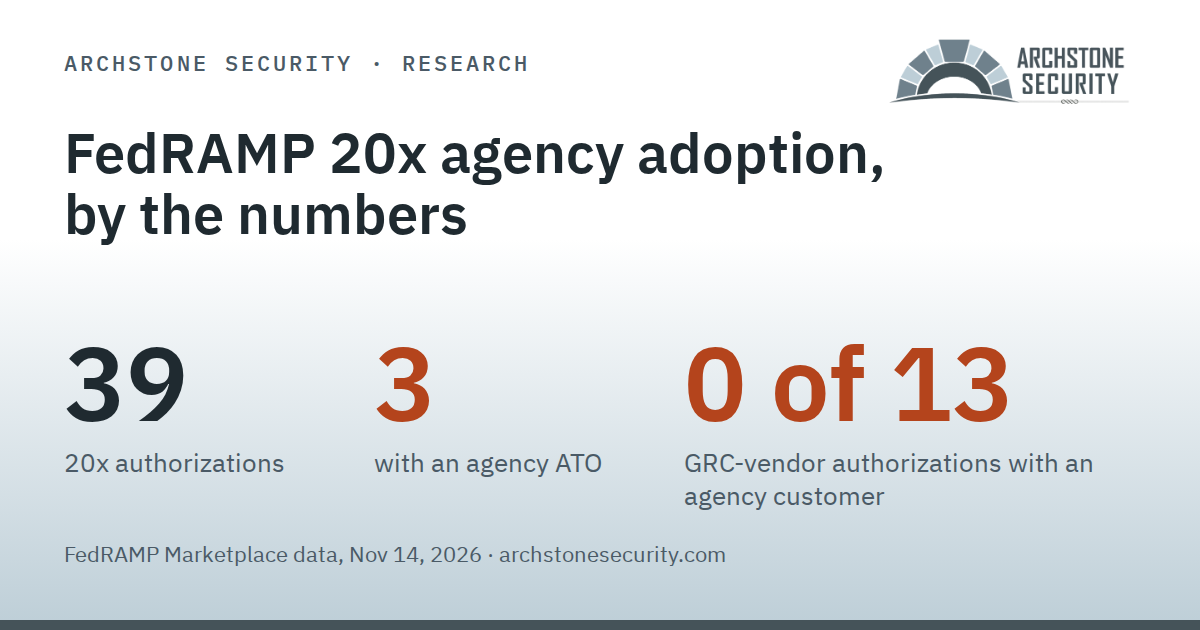 ARCHSTONE SECURITY · RESEARCH
ARCHSTONE
SECURITY
FedRAMP 20x agency adoption,
by the numbers
39
20x authorizations
3
with an agency ATO
0 of 13
GRC-vendor authorizations with an
agency customer
FedRAMP Marketplace data, Nov 14, 2026 · archstonesecurity.com